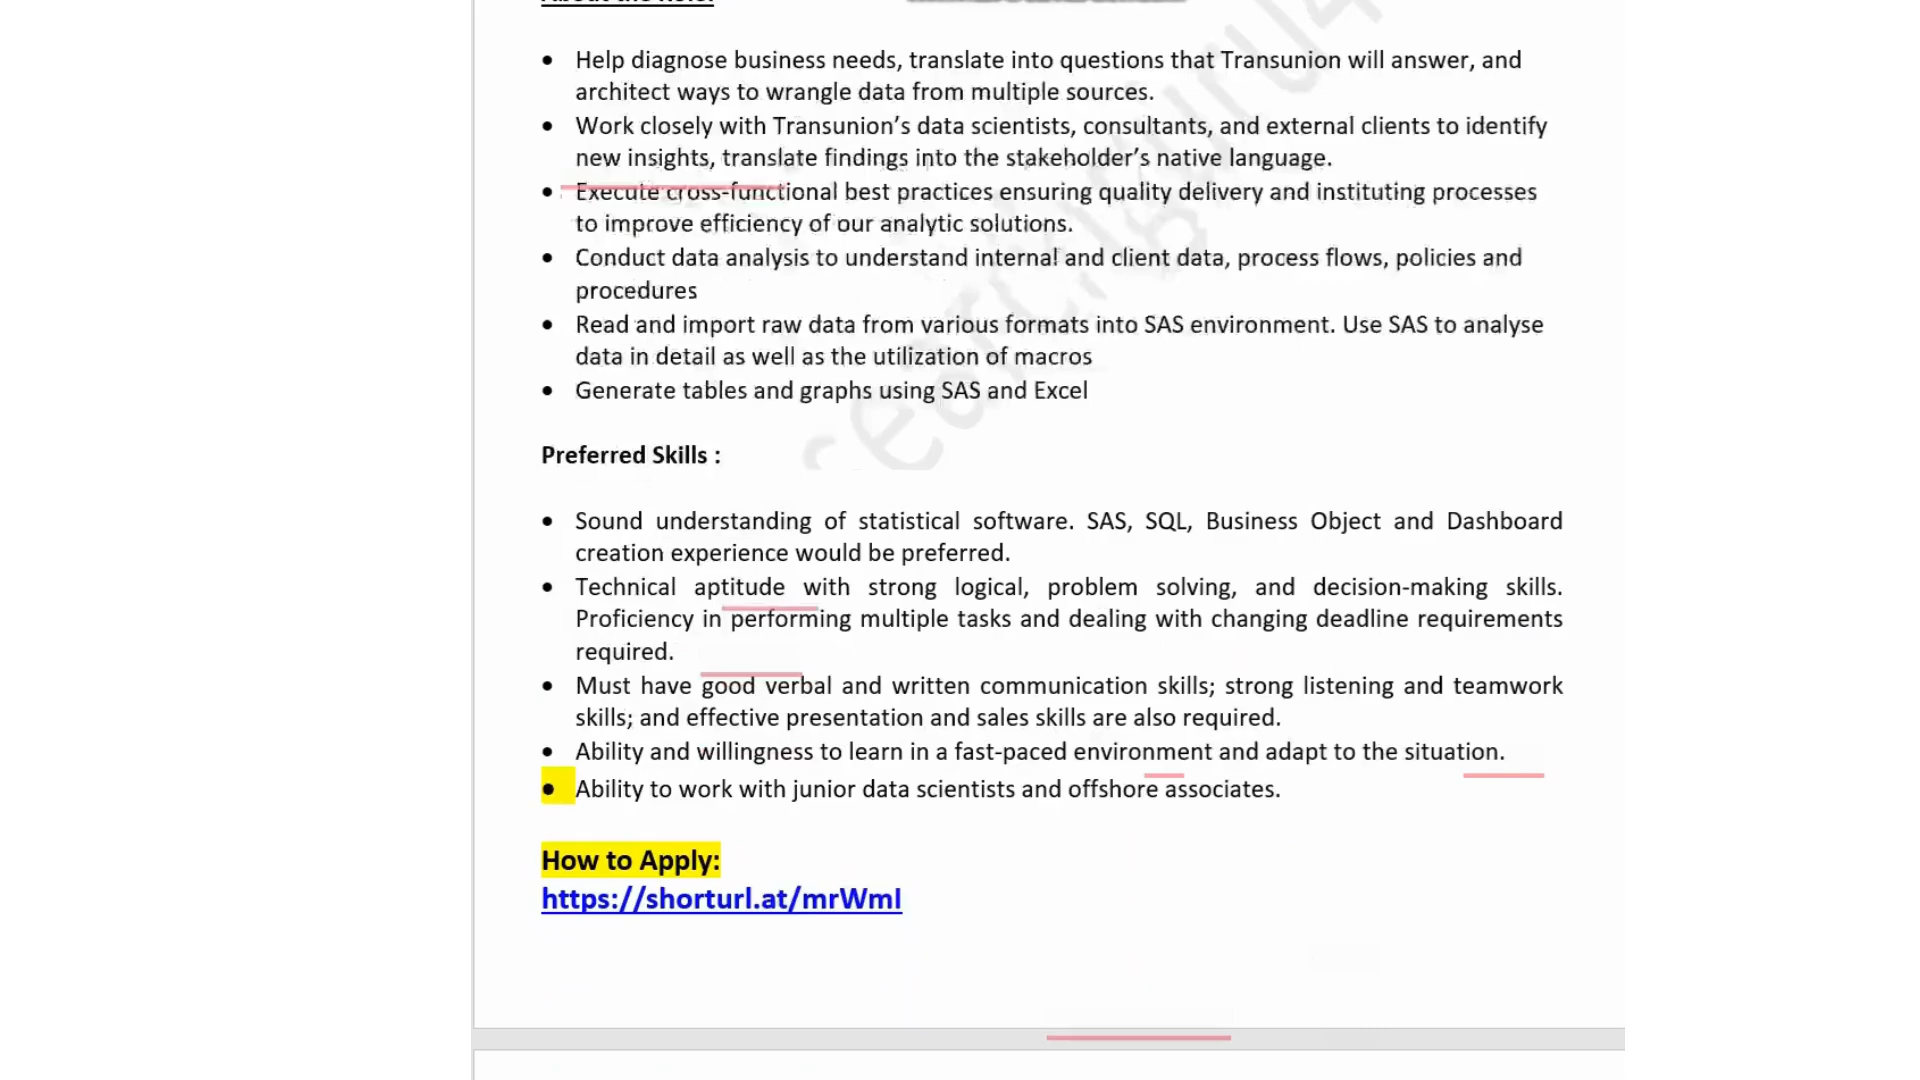 About the Role:
• Help diagnose business needs, translate into questions that Transunion will answer, and
architect ways to wrangle data from multiple sources.
• Work closely with Transunion’s data scientists, consultants, and external clients to identify
new insights, translate findings into the stakeholder’s native language.
• Execute cross-functional best practices ensuring quality delivery and instituting processes
to improve efficiency of our analytic solutions.
• Conduct data analysis to understand internal and client data, process flows, policies and
procedures
• Read and import raw data from various formats into SAS environment. Use SAS to analyse
data in detail as well as the utilization of macros
• Generate tables and graphs using SAS and Excel
Preferred Skills :
• Sound understanding of statistical software. SAS, SQL, Business Object and Dashboard
creation experience would be preferred.
• Technical aptitude with strong logical, problem solving, and decision-making skills.
Proficiency in performing multiple tasks and dealing with changing deadline requirements
required.
• Must have good verbal and written communication skills; strong listening and teamwork
skills; and effective presentation and sales skills are also required.
• Ability and willingness to learn in a fast-paced environment and adapt to the situation.
• Ability to work with junior data scientists and offshore associates.
How to Apply:
https://shorturl.at/mrWmI